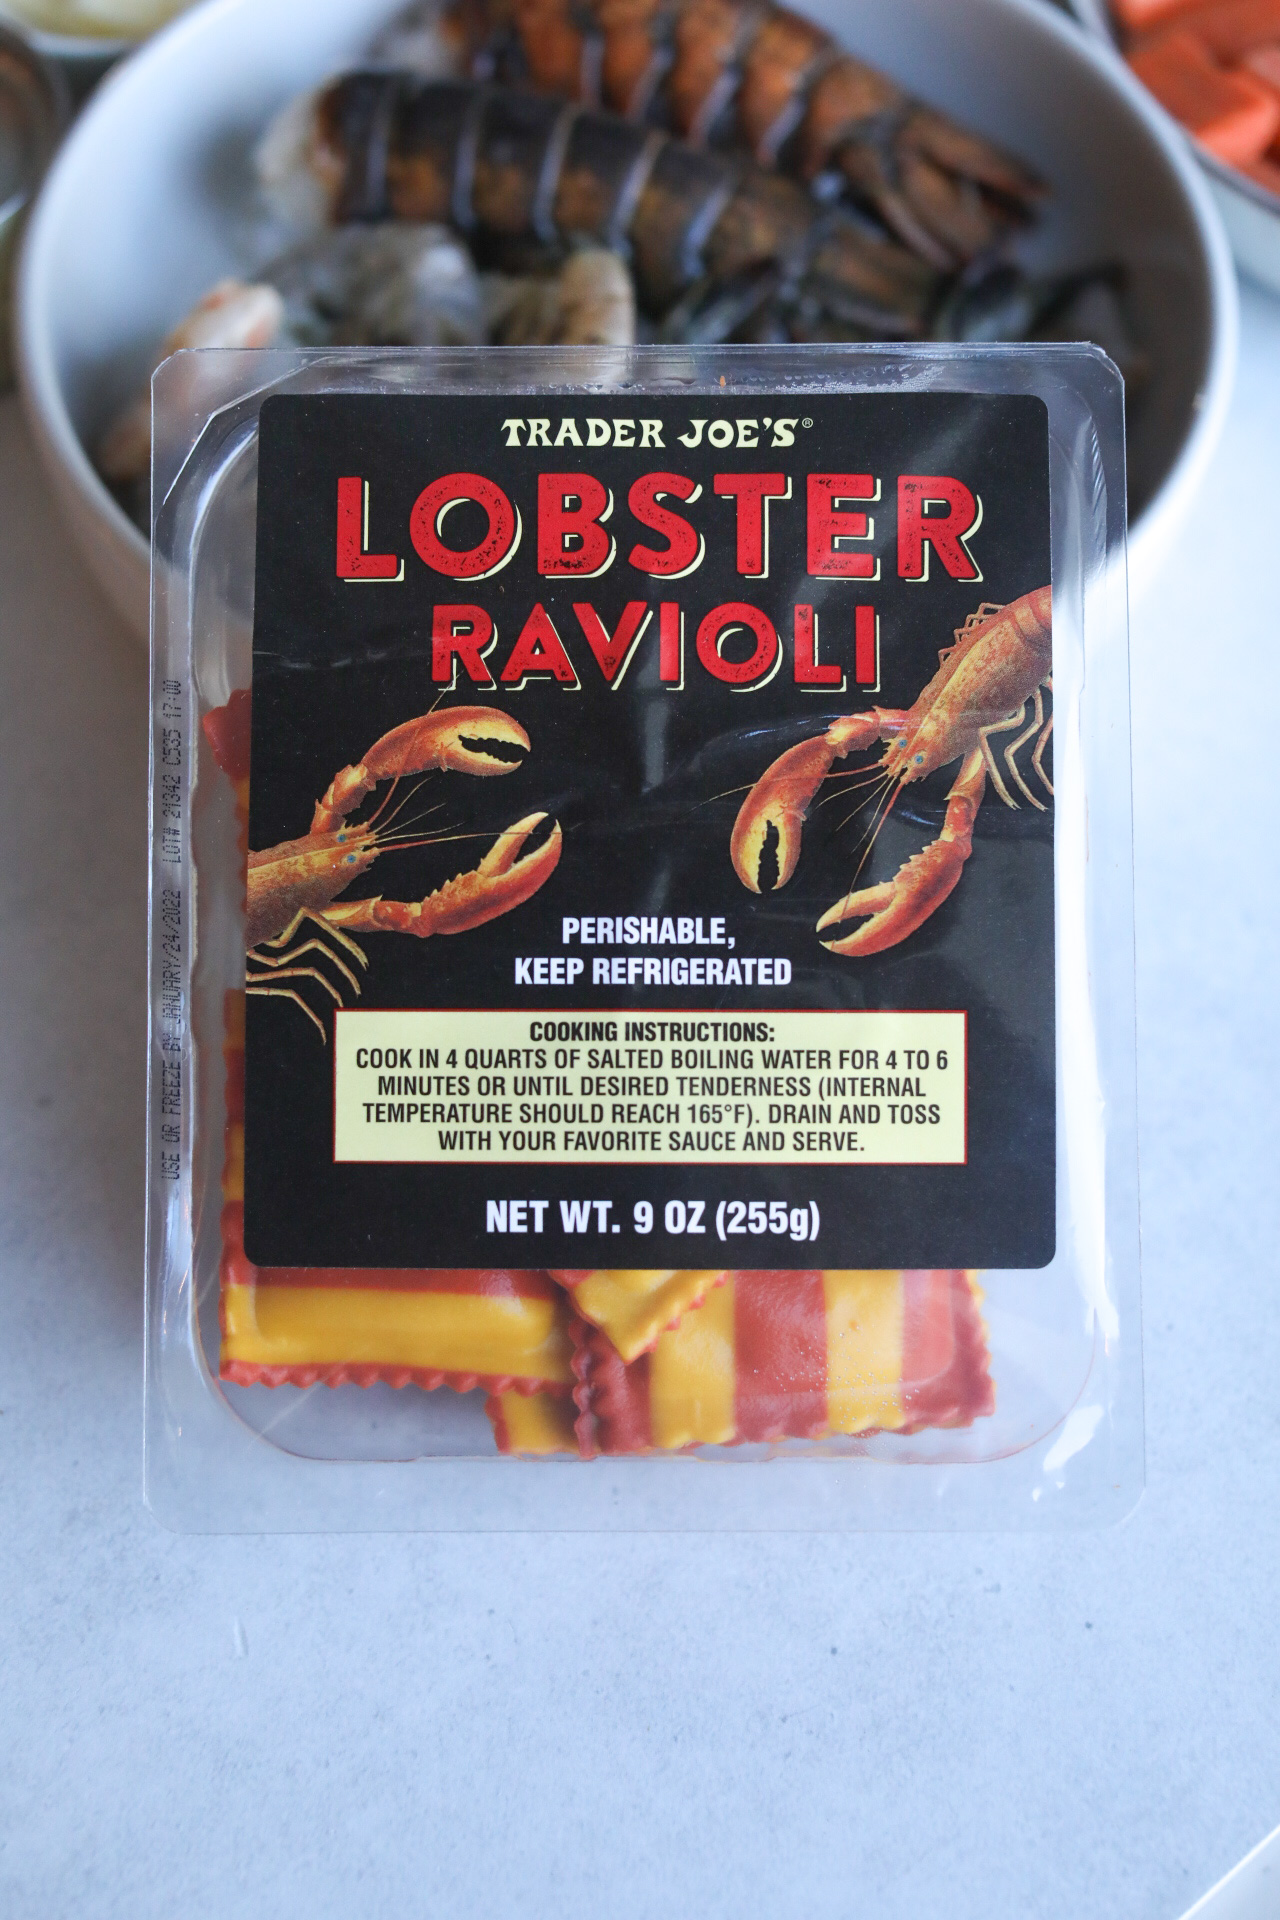 TRADER JOE'S®
LOBSTER
RAVIOLI
PERISHABLE,
KEEP REFRIGERATED
COOKING INSTRUCTIONS:
COOK IN 4 QUARTS OF SALTED BOILING WATER FOR 4 TO 6
MINUTES OR UNTIL DESIRED TENDERNESS (INTERNAL
TEMPERATURE SHOULD REACH 165°F). DRAIN AND TOSS
WITH YOUR FAVORITE SAUCE AND SERVE.
NET WT. 9 OZ (255g)
USE OR FREEZE BY JANUARY/24/2022 LOT# 21342 C535 17:00